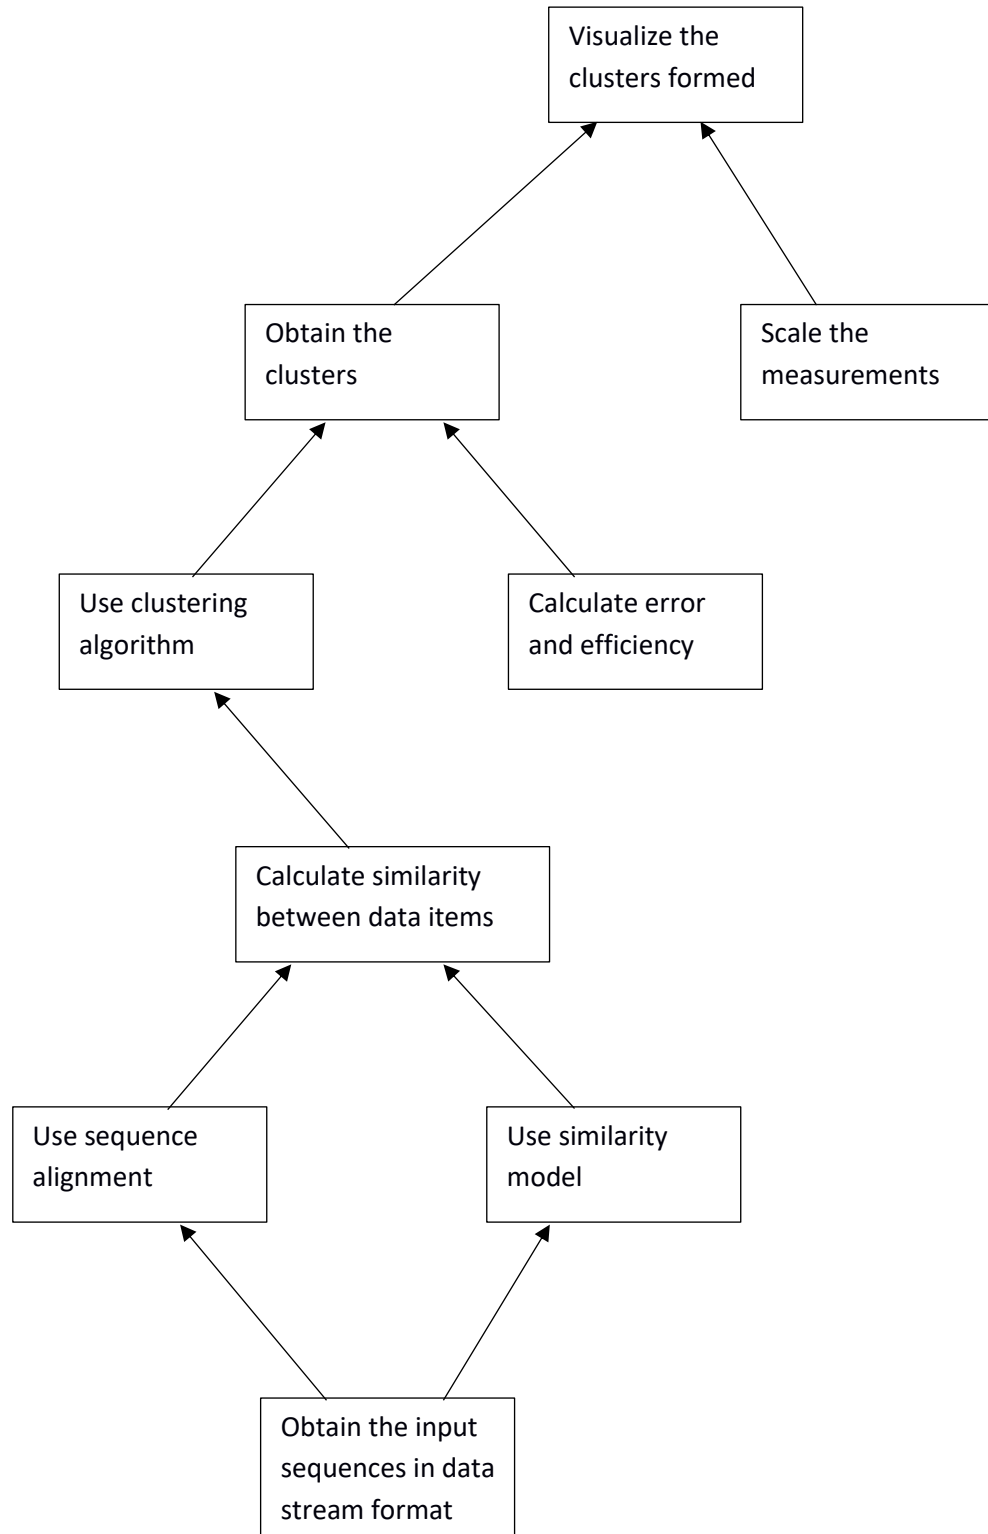 Visualize the
clusters formed
Obtain the
clusters
Scale the
measurements
Use clustering
algorithm
Calculate error
and efficiency
Calculate similarity
between data items
Use sequence
alignment
Use similarity
model
Obtain the input
sequences in data
stream format